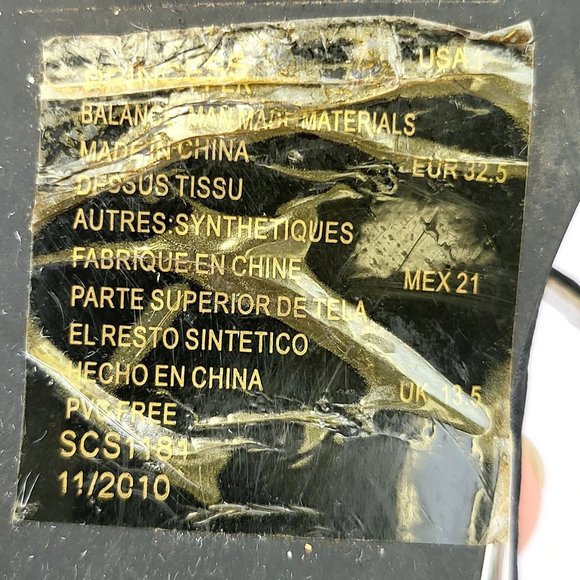 USA
BALANCE MAN MADE MATERIALS
MADE IN CHINA
EUR 32.5
DESSUS TISSU
AUTRES:SYNTHETIQUES
FABRIQUE EN CHINE
MEX 21
PARTE SUPERIOR DE TELA
EL RESTO SINTETICO
HECHO EN CHINA
UK 13.5
PVC FREE
SCS1184
11/2010